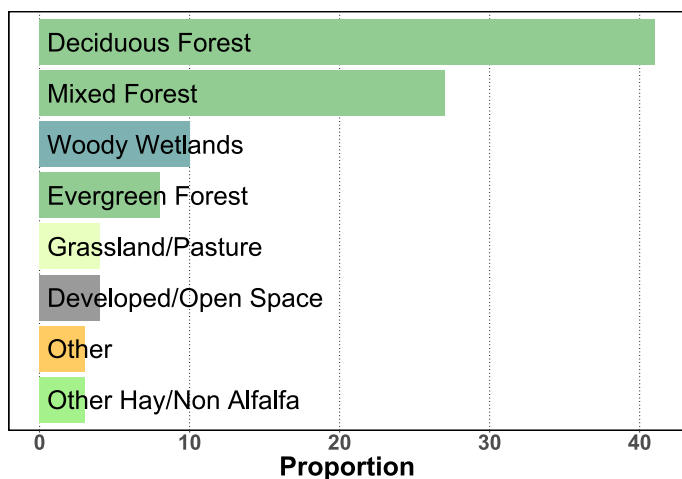 Deciduous Forest
Mixed Forest
Woody Wetlands
Evergreen Forest
Grassland/Pasture
Developed/Open Space
Other
Other Hay/Non Alfalfa
0 10 20 30 40
Proportion